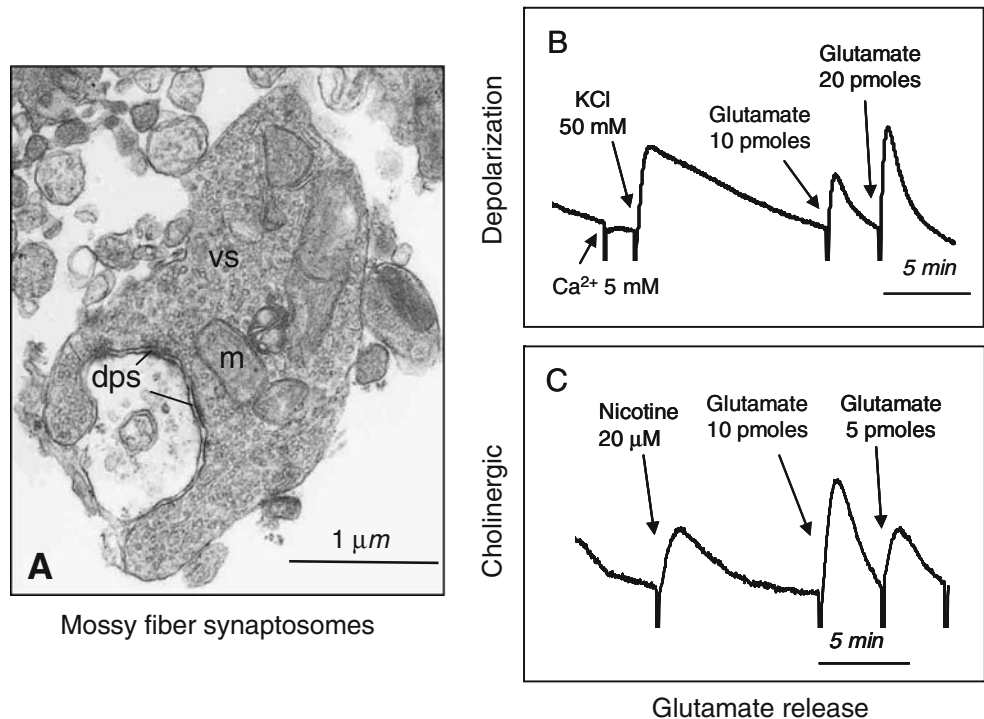 A
vs
m
dps
1 μm
Mossy fiber synaptosomes
Depolarization
B
KCl
50 mM
Glutamate
10 pmoles
Glutamate
20 pmoles
Ca²⁺ 5 mM
5 min
Cholinergic
C
Nicotine
20 μM
Glutamate
10 pmoles
Glutamate
5 pmoles
5 min
Glutamate release